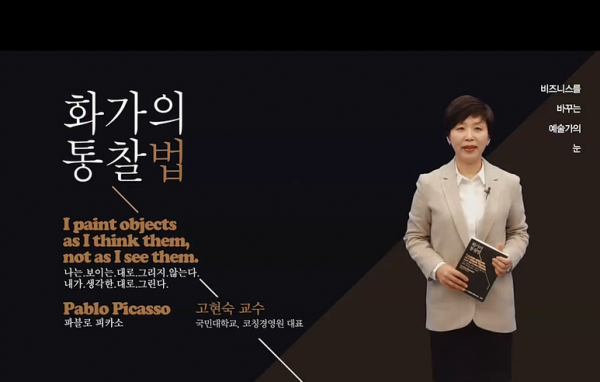 화가의
통찰법
I paint objects
as I think them,
not as I see them.
나는.보이는.대로.그리지.않는다.
내가.생각한.대로.그린다.
Pablo Picasso
파블로 피카소
고현숙 교수
국민대학교, 코칭경영원 대표
비즈니스를
바꾸는
예술가의
눈